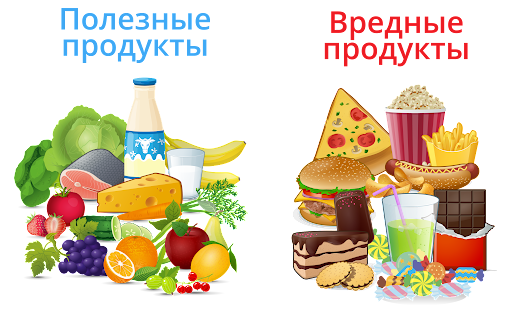 Полезные
продукты
Вредные
продукты